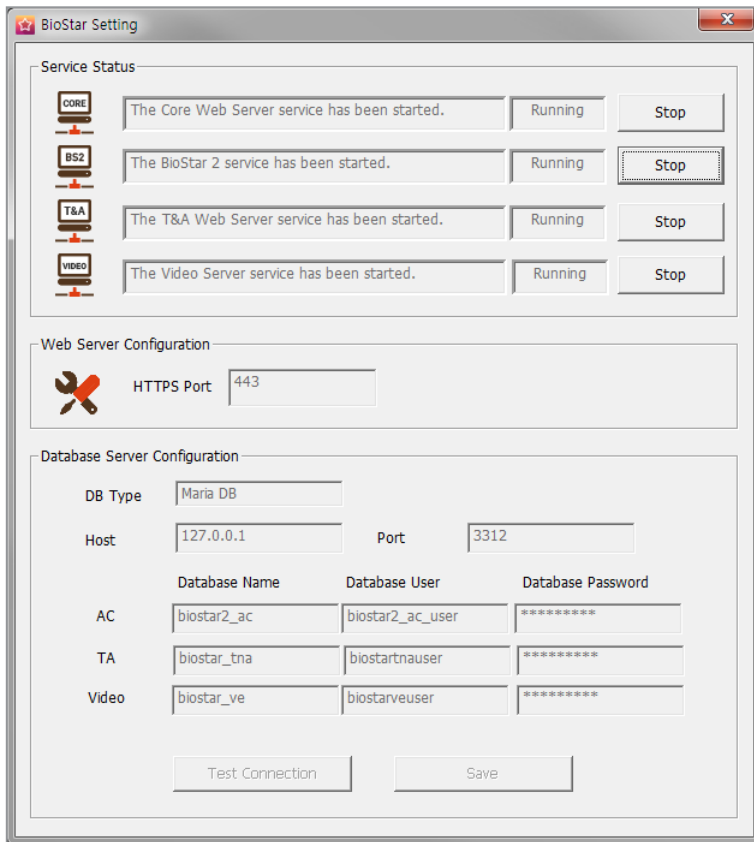 BioStar Setting
Service Status
CORE The Core Web Server service has been started. Running Stop
BS2 The BioStar 2 service has been started. Running Stop
T&A The T&A Web Server service has been started. Running Stop
VIDEO The Video Server service has been started. Running Stop
Web Server Configuration
HTTPS Port 443
Database Server Configuration
DB Type Maria DB
Host 127.0.0.1 Port 3312
Database Name Database User Database Password
AC biostar2_ac biostar2_ac_user *********
TA biostar_tna biostartnauser *********
Video biostar_ve biostarveuser *********
Test Connection Save